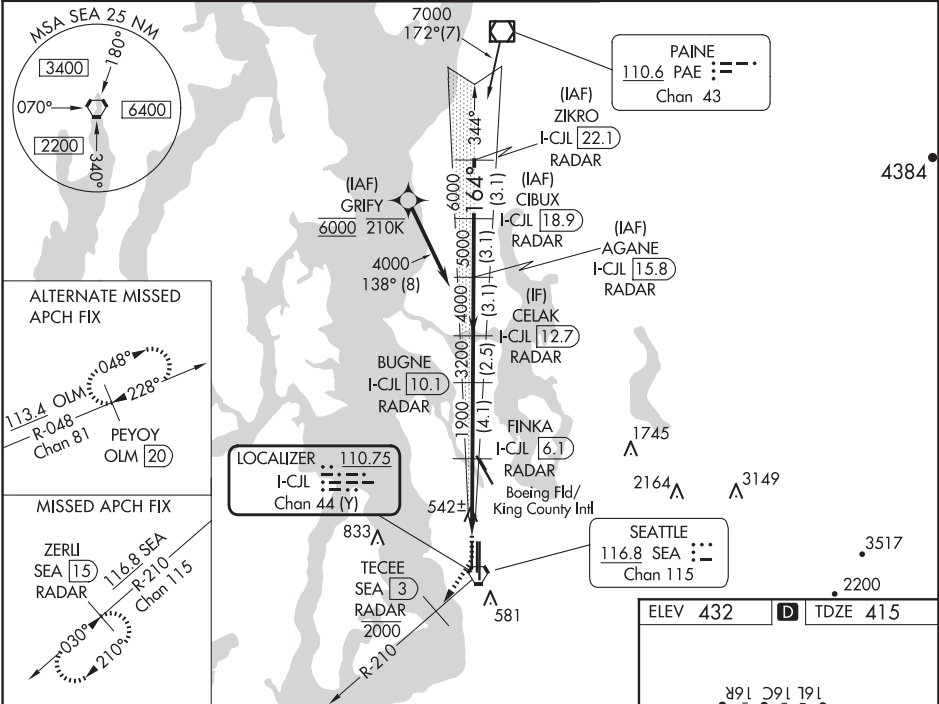 MSA SEA 25 NM
180°
3400
070°
6400
2200
340°
7000
172°(7)
PAINE
110.6 PAE
Chan 43
344°
(IAF)
ZIKRO
I-CJL 22.1
RADAR
4384
6000
164°
(3.1)
(IAF)
CIBUX
I-CJL 18.9
RADAR
(IAF)
GRIFY
6000 210K
5000
(3.1)
(IAF)
AGANE
I-CJL 15.8
RADAR
4000
138° (8)
4000
(3.1)
(IF)
CELAK
I-CJL 12.7
RADAR
ALTERNATE MISSED
APCH FIX
048°
228°
113.4 OLM
R-048
Chan 81
PEYOY
OLM 20
3200
(2.5)
BUGNE
I-CJL 10.1
RADAR
1900
(4.1)
FINKA
I-CJL 6.1
RADAR
1745
2164
3149
Boeing Fld/
King County Intl
LOCALIZER 110.75
I-CJL
Chan 44 (Y)
542±
MISSED APCH FIX
ZERLI
SEA 15
RADAR
116.8 SEA
R-210
Chan 115
030°
210°
833
TECEE
SEA 3
RADAR
2000
R-210
581
SEATTLE
116.8 SEA
Chan 115
3517
2200
ELEV 432 D TDZE 415
16R 16C 16L